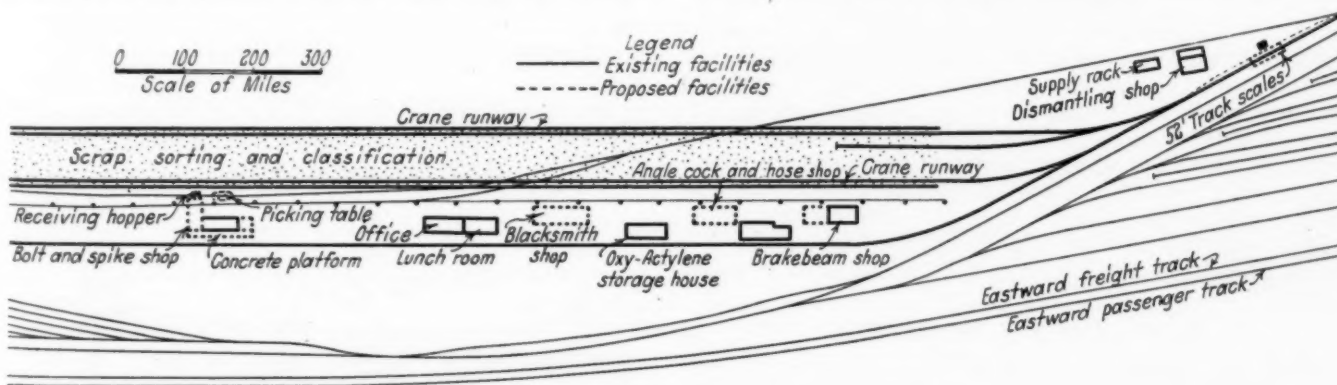 0 100 200 300
Scale of Miles
Legend
Existing facilities
Proposed facilities
Supply rack
Dismantling shop
52' Track scales
Crane runway
Scrap sorting and classification
Angle cock and hose shop
Crane runway
Receiving hopper
Picking table
Office
Blacksmith
shop
Bolt and spike shop
Concrete platform
Lunch room
Oxy-Actylene
storage house
Brakebeam shop
Eastward freight track
Eastward passenger track